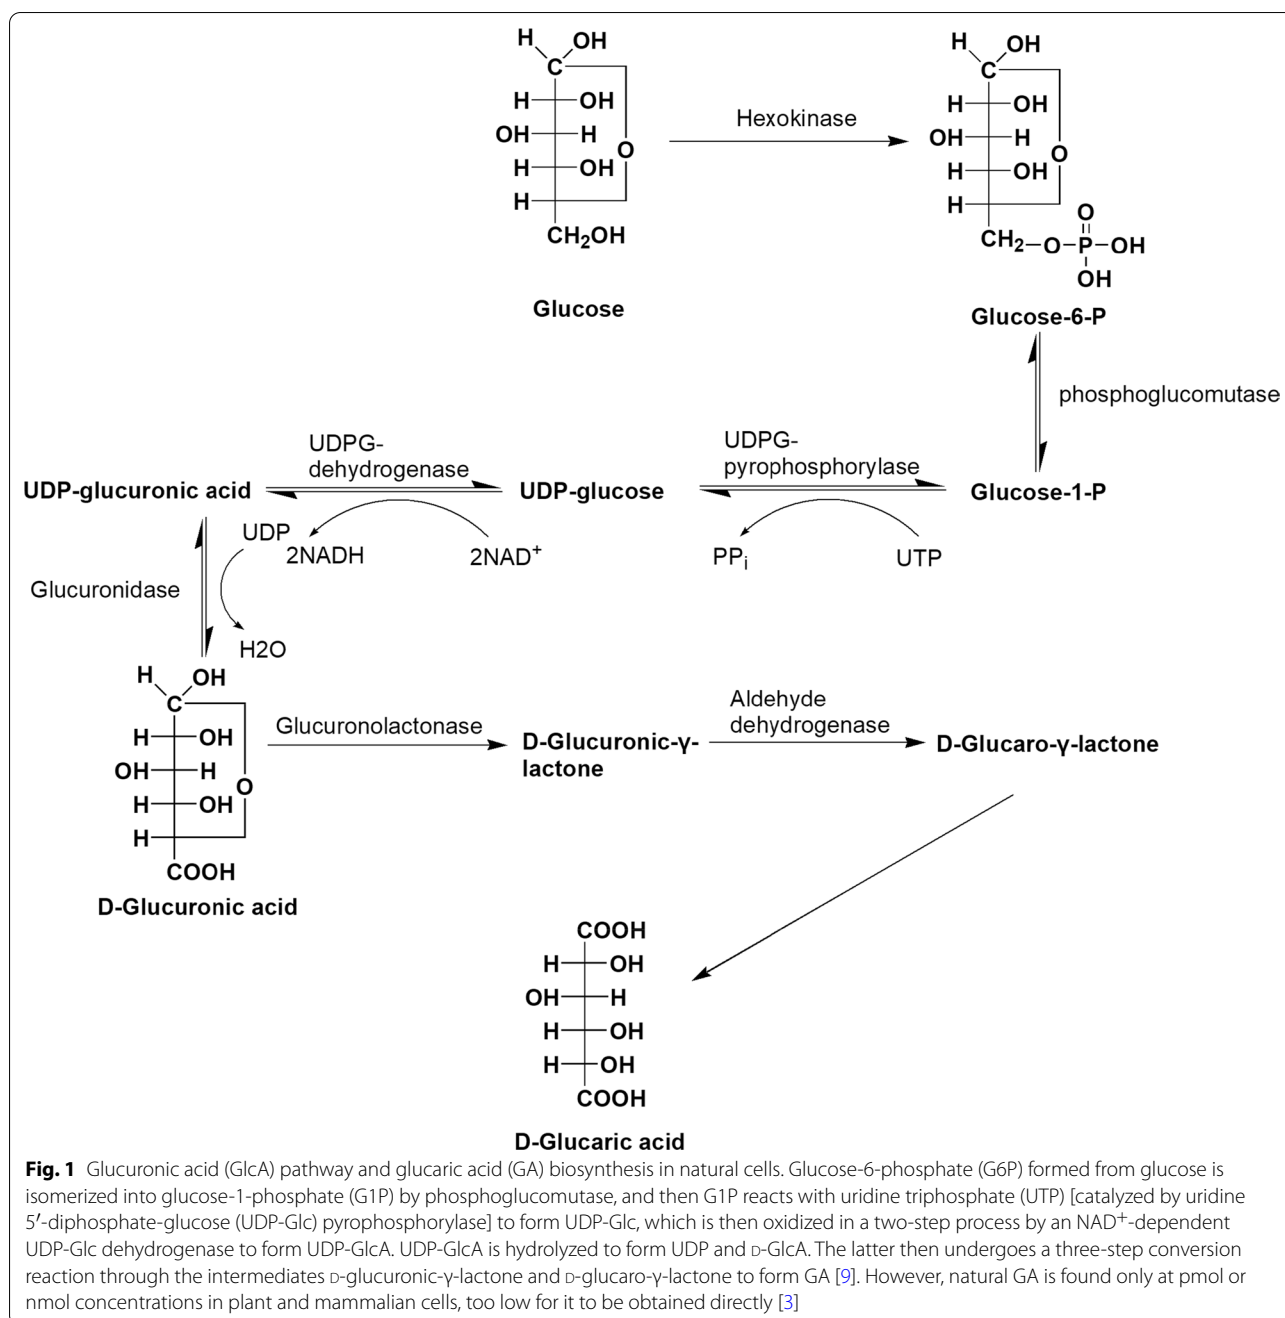 H OH
C
H OH
OH H
O
H OH
H
CH2OH
Glucose
Hexokinase
H OH
C
H OH
OH H
O
H OH
H
O
CH2–O–P–OH
OH
Glucose-6-P
phosphoglucomutase
UDPG-
dehydrogenase
UDPG-
pyrophosphorylase
UDP-glucuronic acid
UDP-glucose
Glucose-1-P
UDP
2NADH
2NAD+
PPi
UTP
Glucuronidase
H2O
H OH
C
H OH
OH H
O
H OH
H
COOH
D-Glucuronic acid
Glucuronolactonase
D-Glucuronic-γ-
lactone
Aldehyde
dehydrogenase
D-Glucaro-γ-lactone
COOH
H OH
OH H
H OH
H OH
COOH
D-Glucaric acid
Fig. 1 Glucuronic acid (GlcA) pathway and glucaric acid (GA) biosynthesis in natural cells. Glucose-6-phosphate (G6P) formed from glucose is
isomerized into glucose-1-phosphate (G1P) by phosphoglucomutase, and then G1P reacts with uridine triphosphate (UTP) [catalyzed by uridine
5′-diphosphate-glucose (UDP-Glc) pyrophosphorylase] to form UDP-Glc, which is then oxidized in a two-step process by an NAD+-dependent
UDP-Glc dehydrogenase to form UDP-GlcA. UDP-GlcA is hydrolyzed to form UDP and D-GlcA. The latter then undergoes a three-step conversion
reaction through the intermediates D-glucuronic-γ-lactone and D-glucaro-γ-lactone to form GA [9]. However, natural GA is found only at pmol or
nmol concentrations in plant and mammalian cells, too low for it to be obtained directly [3]